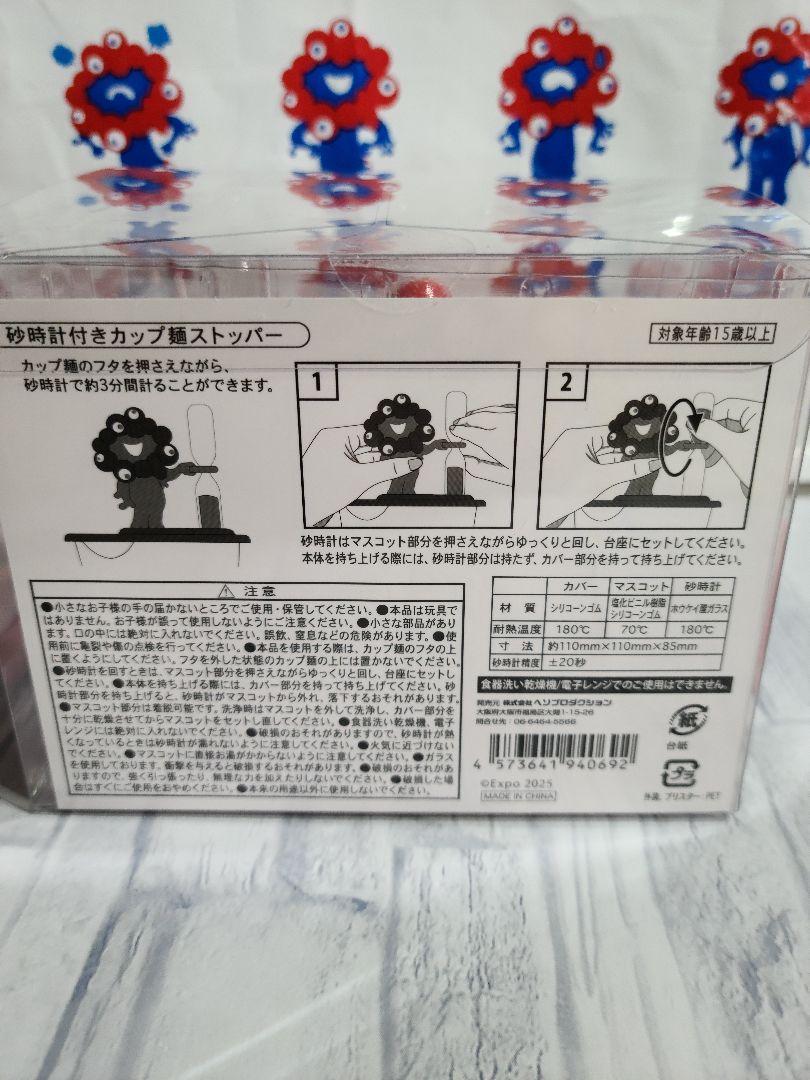 砂時計付きカップ麺ストッパー
対象年齢15歳以上
カップ麺のフタを押さえながら、
砂時計で約3分間計ることができます。
1
2
砂時計はマスコット部分を押さえながらゆっくりと回し、台座にセットしてください。
本体を持ち上げる際には、砂時計部分は持たず、カバー部分を持って持ち上げてください。
⚠ 注意
●小さなお子様の手の届かないところでご使用・保管してください。●本品は玩具で
はありません。お子様が誤って使用しないようにご注意ください。●小さな部品がありま
す。口の中には絶対に入れないでください。誤飲、窒息などの危険があります。●使
用前に亀裂や傷の点検を行ってください。●本品を使用する際は、カップ麺のフタの上
に置くようにしてください。フタを外した状態のカップ麺の上には置かないでください。
●砂時計を回すときは、マスコット部分を押さえながらゆっくりと回し、台座にセットし
てください。●本体を持ち上げる際には、カバー部分を持って持ち上げてください。砂
時計部分を持ち上げると、砂時計がマスコットから外れ、落下するおそれがあります。
●マスコット部分は着脱可能です。洗浄時はマスコットを外して洗浄し、カバー部分を
十分に乾燥させてからマスコットをセットし直してください。●食器洗い乾燥機、電子
レンジには絶対に入れないでください。●破損のおそれがありますので、砂時計が熱
くなっているときは砂時計が濡れないように注意してください。●火気に近づけない
でください。●マスコットに直接お湯がかからないように注意してください。●ガラス
を使用しております。衝撃を与えると破損するおそれがあります。●破損のおそれがあ
りますので、強く引っ張ったり、無理な力を加えたりしないでください。●破損した場
合はすぐにご使用をおやめください。●本来の用途以外に使用しないでください。
カバー マスコット 砂時計
材質 シリコーンゴム 塩化ビニル樹脂 シリコーンゴム ホウケイ酸ガラス
耐熱温度 180℃ 70℃ 180℃
寸法 約110mm×110mm×85mm
砂時計精度 ±20秒
食器洗い乾燥機/電子レンジでのご使用はできません。
発売元 株式会社ヘソプロダクション
大阪府大阪市福島区大開1-15-26
問合せ先：06-6464-5566
4 573641 940692
©Expo 2025
MADE IN CHINA
紙
台紙
プラ
外装、ブリスター：PET